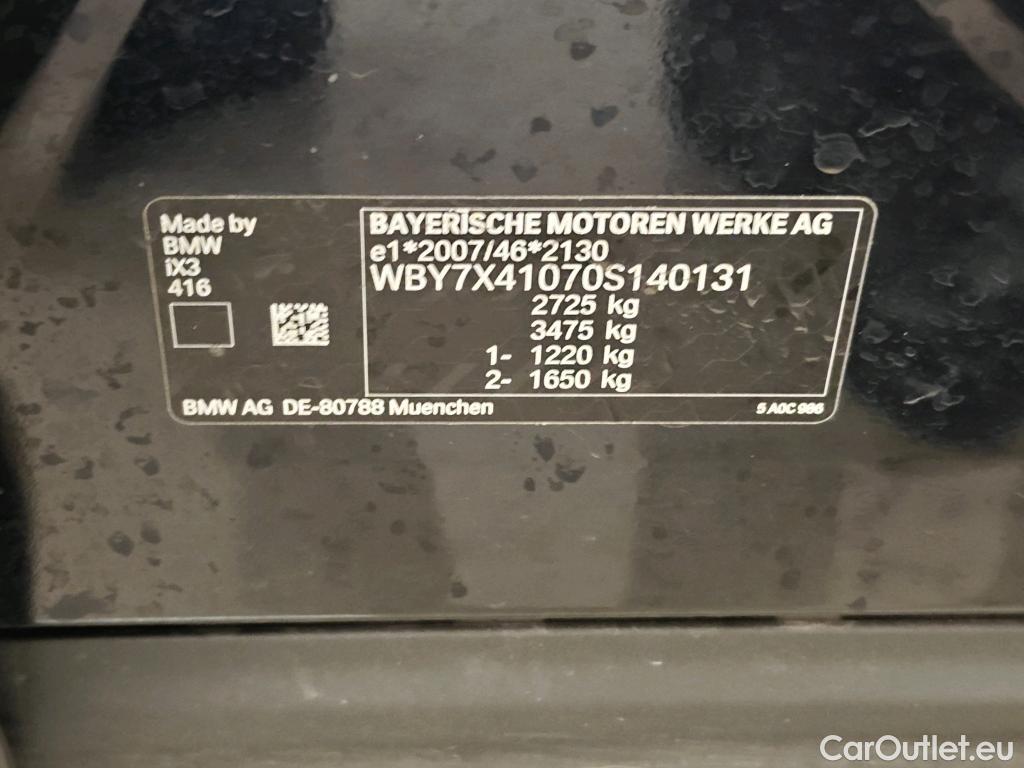 Made by
BMW
iX3
416
BAYERISCHE MOTOREN WERKE AG
e1*2007/46*2130
WBY7X41070S140131
2725 kg
3475 kg
1- 1220 kg
2- 1650 kg
BMW AG DE-80788 Muenchen
5 A0C 986
CarOutlet.eu